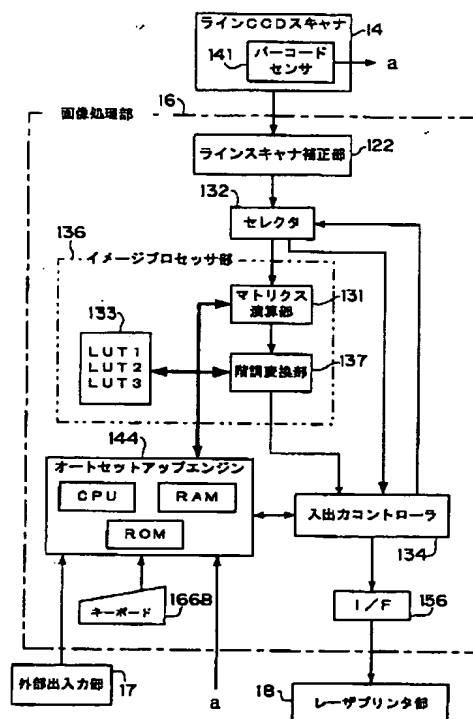 ラインCCDスキャナ
14
141
バーコード
センサ
a
画像処理部
16
ラインスキャナ補正部
122
132
セレクタ
136
イメージプロセッサ部
133
マトリクス
演算部
131
LUT1
LUT2
LUT3
137
階調変換部
144
オートセットアップエンジン
CPU
RAM
ROM
入出力コントローラ
134
キーボード
166B
I/F
156
外部出入力部
17
a
18
レーザプリンタ部